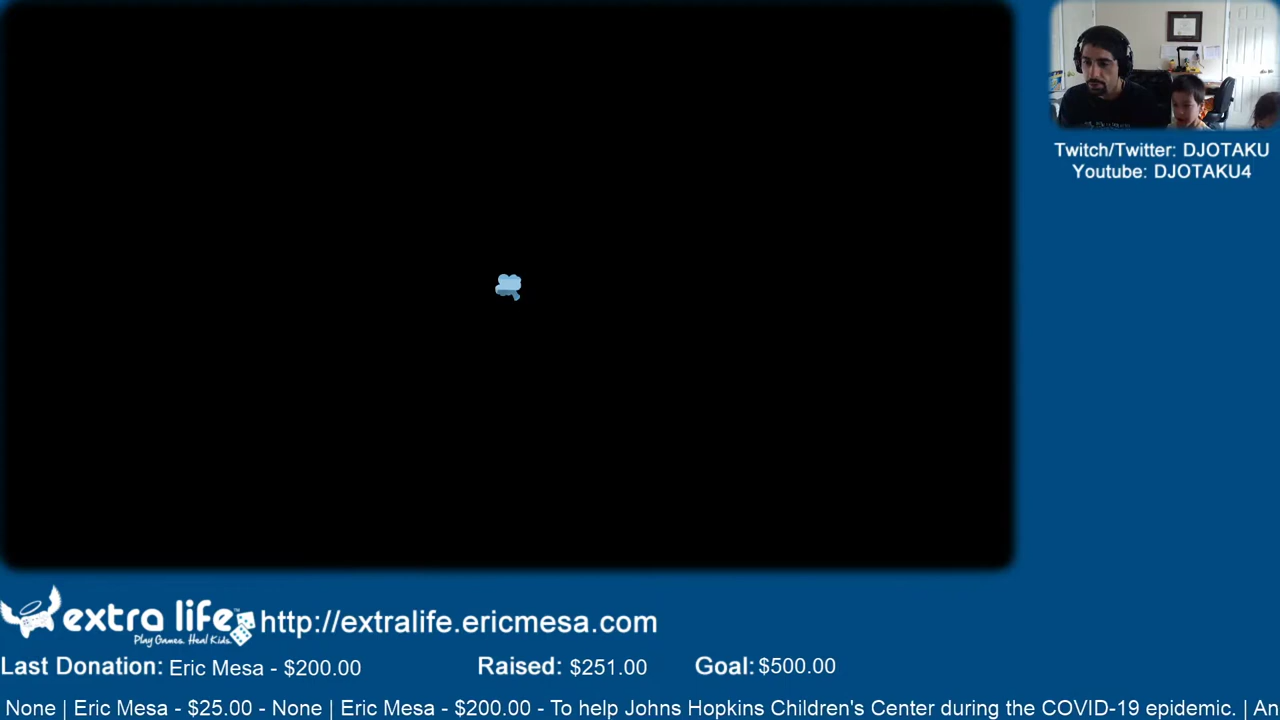 Twitch/Twitter: DJOTAKU
Youtube: DJOTAKU4
extra life™ http://extralife.ericmesa.com
Play Games. Heal Kids.
Last Donation: Eric Mesa - $200.00 Raised: $251.00 Goal: $500.00
None | Eric Mesa - $25.00 - None | Eric Mesa - $200.00 - To help Johns Hopkins Children's Center during the COVID-19 epidemic. | An